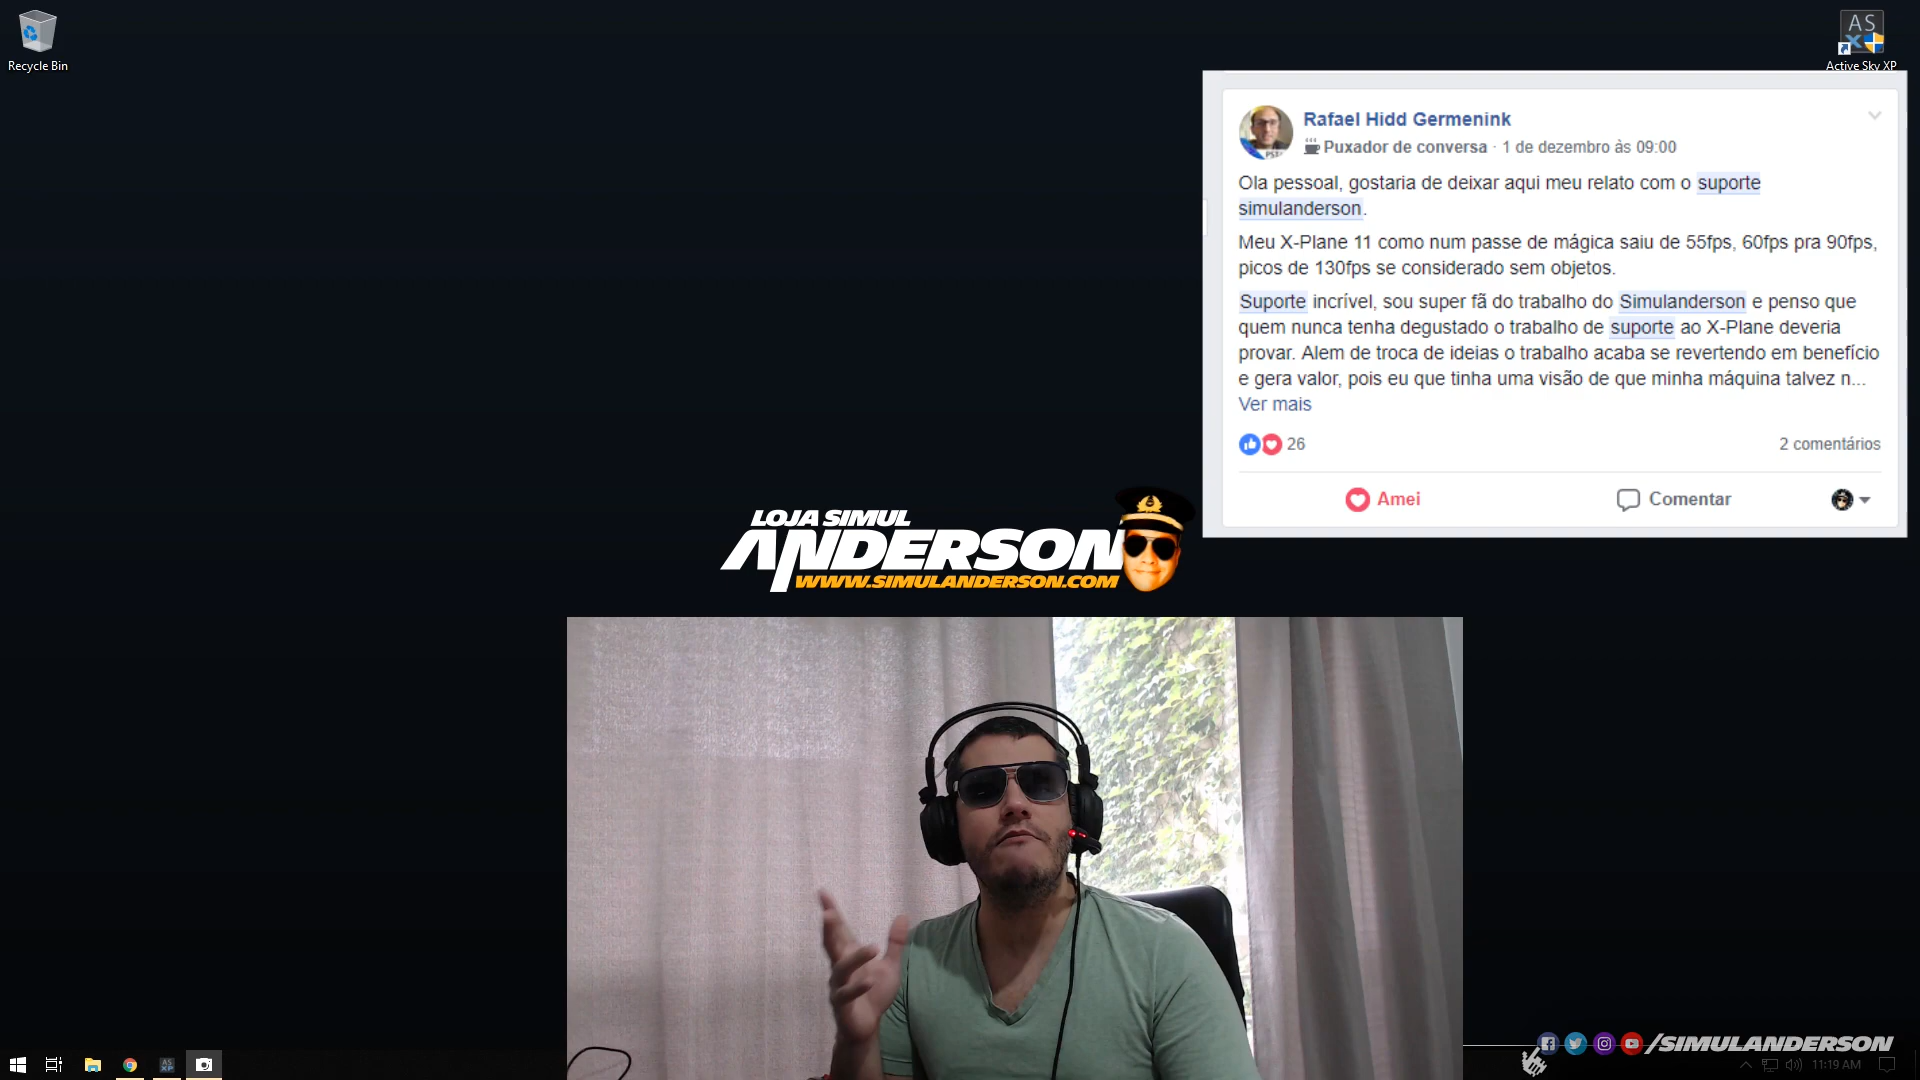 Recycle Bin
AS
Active Sky XP
Rafael Hidd Germenink
Puxador de conversa · 1 de dezembro às 09:00
Ola pessoal, gostaria de deixar aqui meu relato com o suporte
simulanderson.
Meu X-Plane 11 como num passe de mágica saiu de 55fps, 60fps pra 90fps,
picos de 130fps se considerado sem objetos.
Suporte incrível, sou super fã do trabalho do Simulanderson e penso que
quem nunca tenha degustado o trabalho de suporte ao X-Plane deveria
provar. Alem de troca de ideias o trabalho acaba se revertendo em benefício
e gera valor, pois eu que tinha uma visão de que minha máquina talvez n...
Ver mais
26
2 comentários
Amei
Comentar
LOJA SIMUL
ANDERSON
WWW.SIMULANDERSON.COM
/SIMULANDERSON
AS
XP
11:19 AM